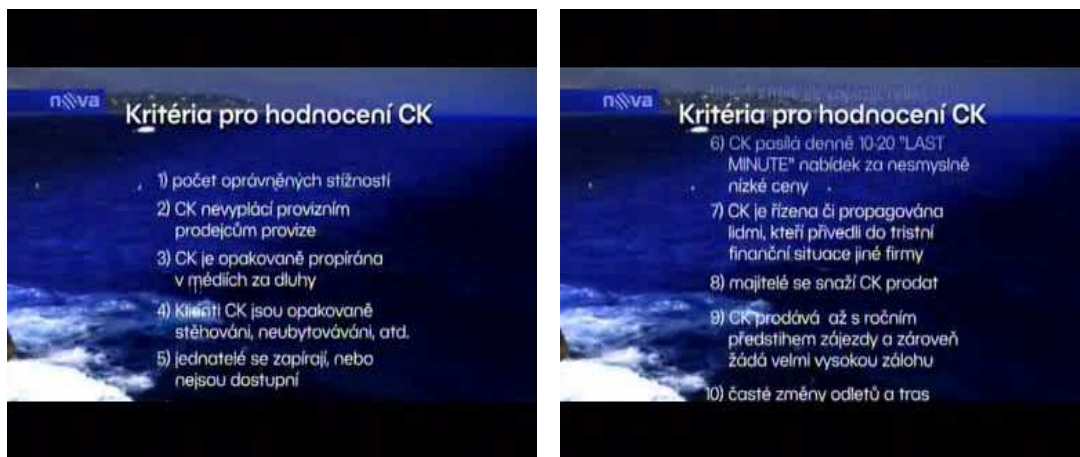 nova
Kritéria pro hodnocení CK
1) počet oprávněných stížností
2) CK nevyplácí provizním
prodejcům provize
3) CK je opakovaně propírána
v médiích za dluhy
4) Klienti CK jsou opakovaně
stěhováni, neubytováváni, atd.
5) jednatelé se zapírají, nebo
nejsou dostupní
nova
Kritéria pro hodnocení CK
6) CK posílá denně 10-20 "LAST
MINUTE" nabídek za nesmyslně
nízké ceny
7) CK je řízena či propagována
lidmi, kteří přivedli do tristní
finanční situace jiné firmy
8) majitelé se snaží CK prodat
9) CK prodává až s ročním
předstihem zájezdy a zároveň
žádá velmi vysokou zálohu
10) časté změny odletů a tras